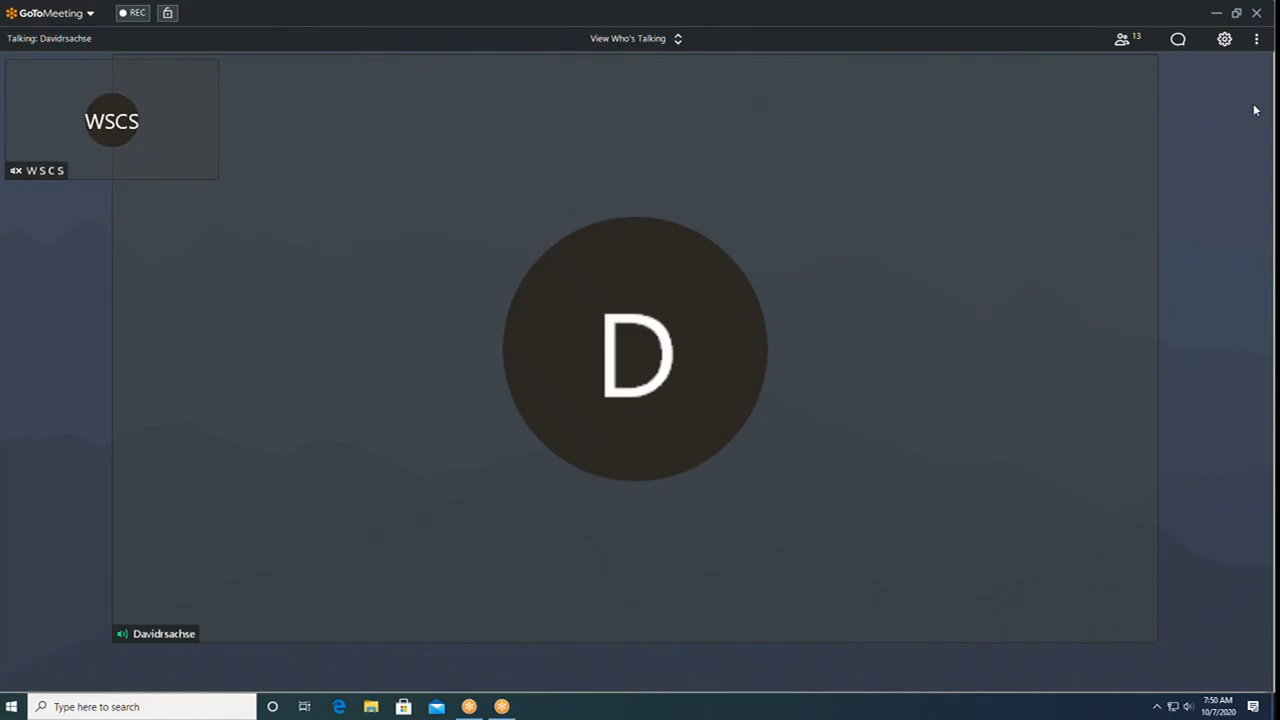 GoToMeeting
REC
Talking: Davidrsachse
View Who's Talking
13
WSCS
W S C S
D
Davidrsachse
Type here to search
7:50 AM
10/7/2020